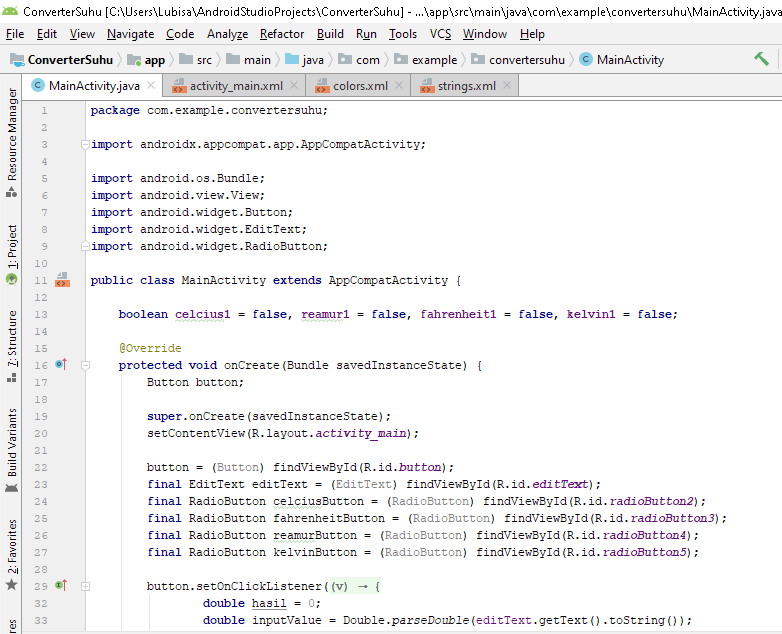 ConverterSuhu [C:\Users\Lubisa\AndroidStudioProjects\ConverterSuhu] - ...\app\src\main\java\com\example\convertersuhu\MainActivity.java
File Edit View Navigate Code Analyze Refactor Build Run Tools VCS Window Help
ConverterSuhu app src main java com example convertersuhu MainActivity
MainActivity.java activity_main.xml colors.xml strings.xml
Resource Manager
1: Project
7: Structure
Build Variants
2: Favorites
1 package com.example.convertersuhu;
2
3 import androidx.appcompat.app.AppCompatActivity;
4
5 import android.os.Bundle;
6 import android.view.View;
7 import android.widget.Button;
8 import android.widget.EditText;
9 import android.widget.RadioButton;
10
11 public class MainActivity extends AppCompatActivity {
12
13 boolean celcius1 = false, reamur1 = false, fahrenheit1 = false, kelvin1 = false;
14
15 @Override
16 protected void onCreate(Bundle savedInstanceState) {
17 Button button;
18
19 super.onCreate(savedInstanceState);
20 setContentView(R.layout.activity_main);
21
22 button = (Button) findViewById(R.id.button);
23 final EditText editText = (EditText) findViewById(R.id.editText);
24 final RadioButton celciusButton = (RadioButton) findViewById(R.id.radioButton2);
25 final RadioButton fahrenheitButton = (RadioButton) findViewById(R.id.radioButton3);
26 final RadioButton reamurButton = (RadioButton) findViewById(R.id.radioButton4);
27 final RadioButton kelvinButton = (RadioButton) findViewById(R.id.radioButton5);
28
29 button.setOnClickListener((v) → {
32 double hasil = 0;
33 double inputValue = Double.parseDouble(editText.getText().toString());